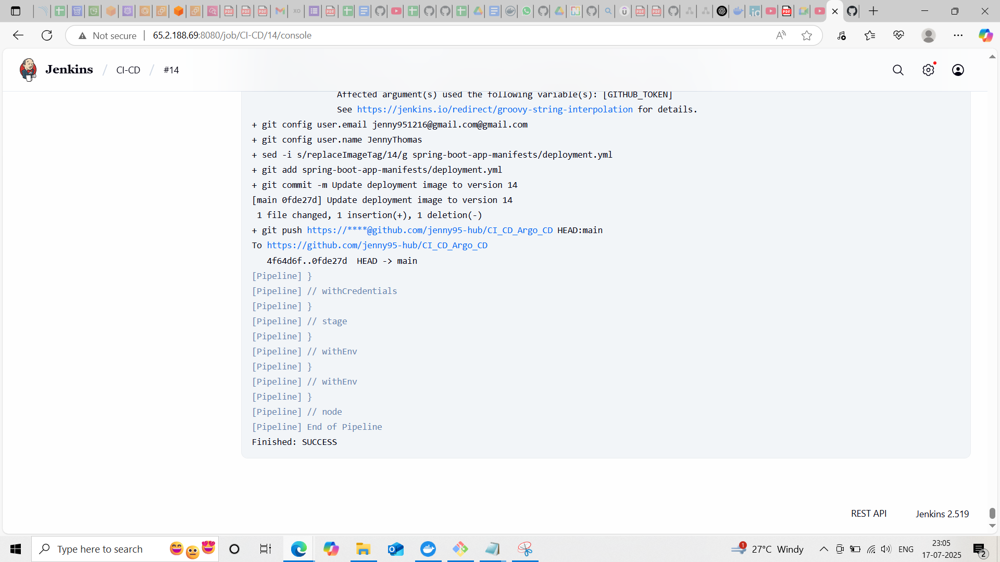 Not secure | 65.2.188.69:8080/job/CI-CD/14/console
Jenkins / CI-CD / #14
Affected argument(s) used the following variable(s): [GITHUB_TOKEN]
See https://jenkins.io/redirect/groovy-string-interpolation for details.
+ git config user.email jenny951216@gmail.com@gmail.com
+ git config user.name JennyThomas
+ sed -i s/replaceImageTag/14/g spring-boot-app-manifests/deployment.yml
+ git add spring-boot-app-manifests/deployment.yml
+ git commit -m Update deployment image to version 14
[main 0fde27d] Update deployment image to version 14
1 file changed, 1 insertion(+), 1 deletion(-)
+ git push https://****@github.com/jenny95-hub/CI_CD_Argo_CD HEAD:main
To https://github.com/jenny95-hub/CI_CD_Argo_CD
4f64d6f..0fde27d  HEAD -> main
[Pipeline] }
[Pipeline] // withCredentials
[Pipeline] }
[Pipeline] // stage
[Pipeline] }
[Pipeline] // withEnv
[Pipeline] }
[Pipeline] // withEnv
[Pipeline] }
[Pipeline] // node
[Pipeline] End of Pipeline
Finished: SUCCESS
REST API Jenkins 2.519
Type here to search
1
27°C Windy
ENG
23:05
17-07-2025
2